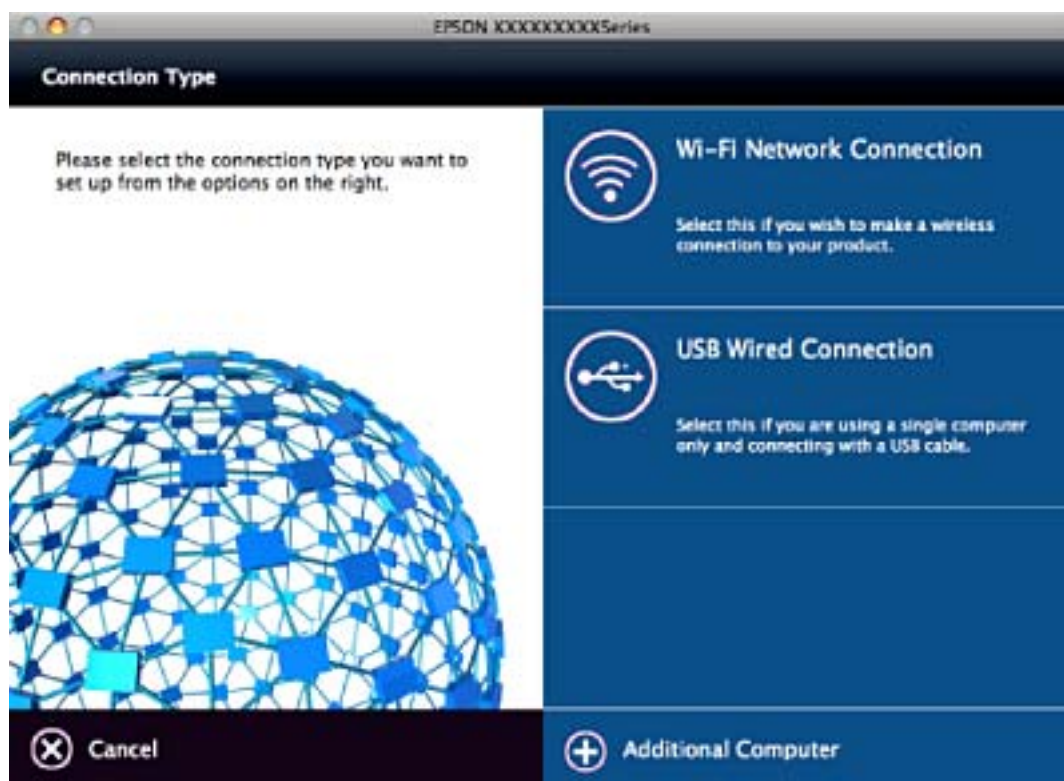 EPSON XXXXXXXXXSeries
Connection Type
Please select the connection type you want to
set up from the options on the right.
Wi-Fi Network Connection
Select this if you wish to make a wireless
connection to your product.
USB Wired Connection
Select this if you are using a single computer
only and connecting with a USB cable.
Cancel
Additional Computer